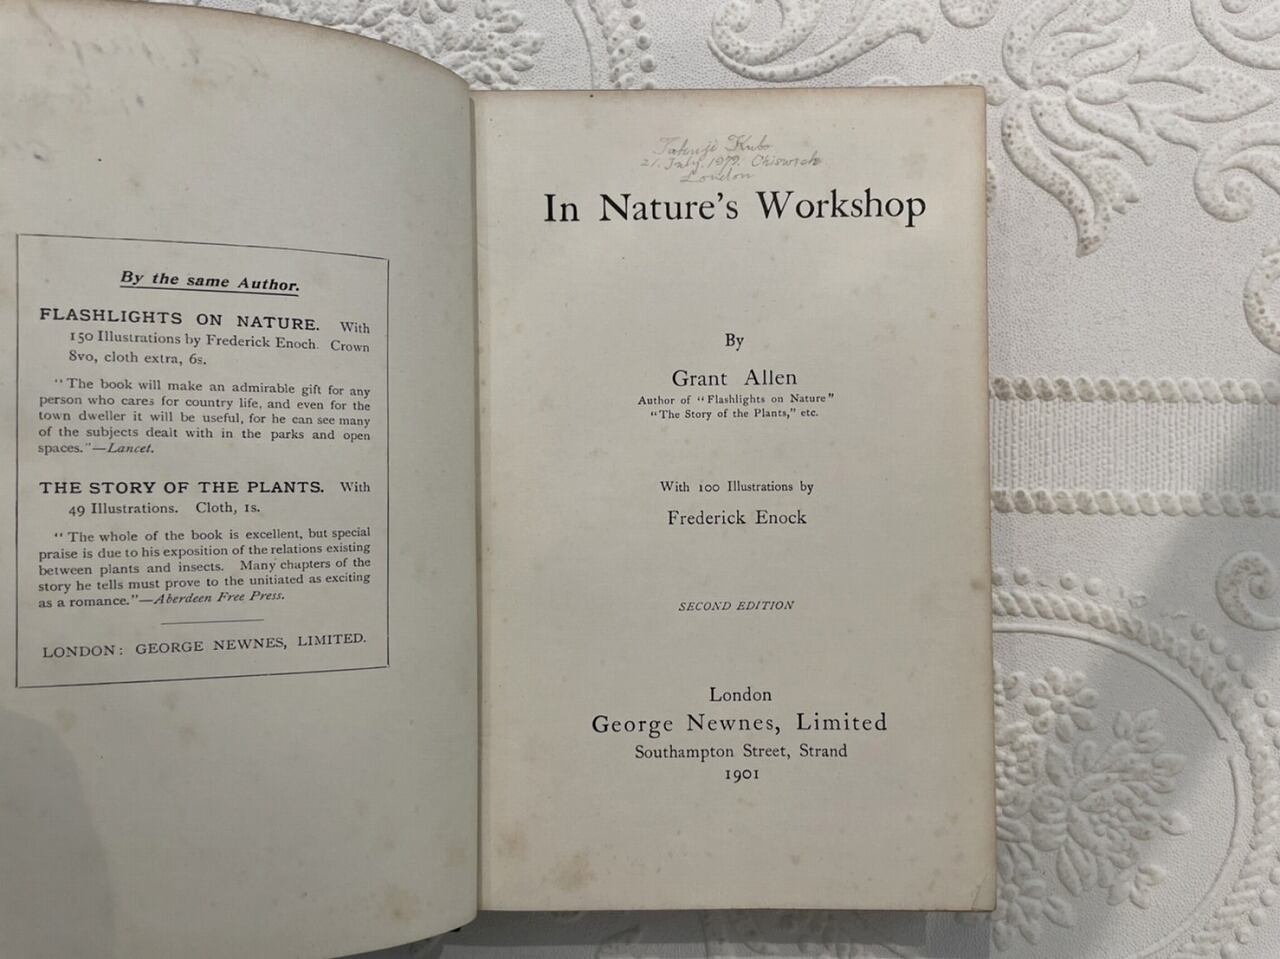 By the same Author.
FLASHLIGHTS ON NATURE. With
150 Illustrations by Frederick Enoch. Crown
8vo, cloth extra, 6s.
"The book will make an admirable gift for any
person who cares for country life, and even for the
town dweller it will be useful, for he can see many
of the subjects dealt with in the parks and open
spaces."—Lancet.
THE STORY OF THE PLANTS. With
49 Illustrations. Cloth, 1s.
"The whole of the book is excellent, but special
praise is due to his exposition of the relations existing
between plants and insects. Many chapters of the
story he tells must prove to the unitiated as exciting
as a romance."—Aberdeen Free Press.
LONDON: GEORGE NEWNES, LIMITED.
Kubo
21. July. 1979. Chiswick
London
In Nature's Workshop
By
Grant Allen
Author of "Flashlights on Nature"
"The Story of the Plants," etc.
With 100 Illustrations by
Frederick Enock
SECOND EDITION
London
George Newnes, Limited
Southampton Street, Strand
1901